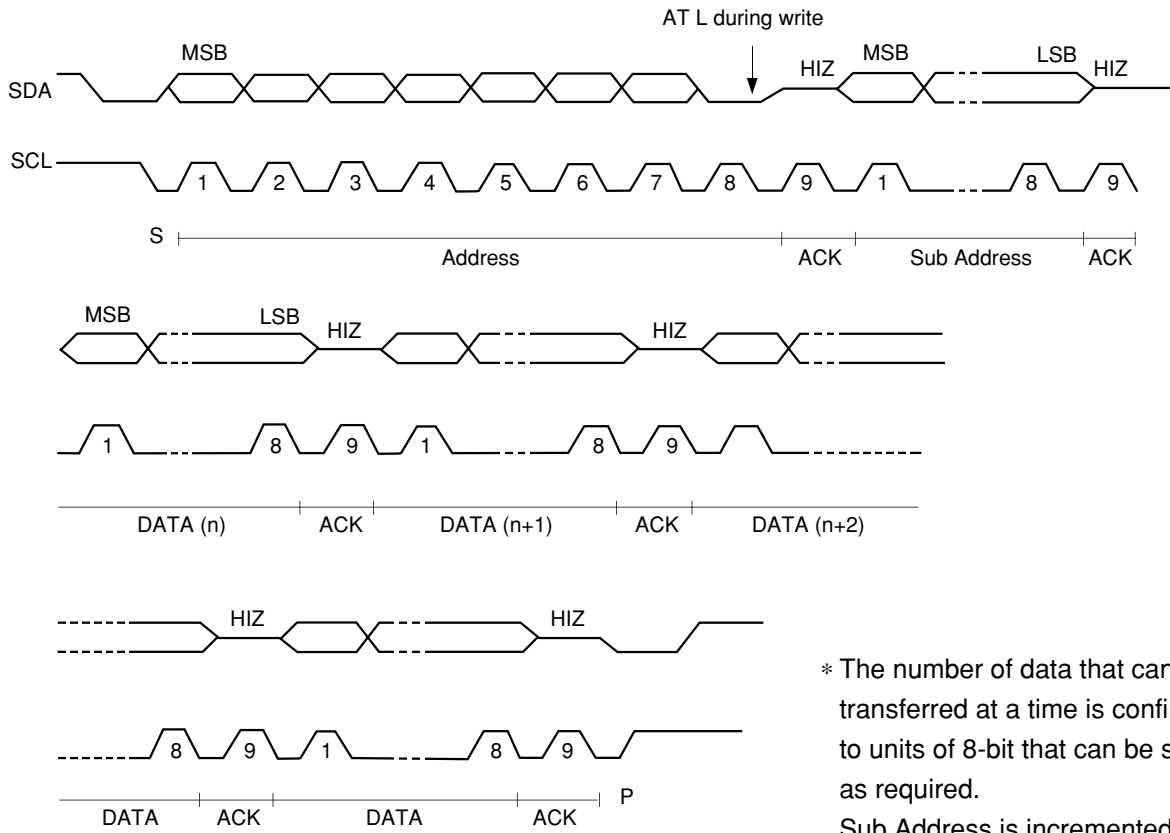 AT L during write
MSB HIZ MSB LSB HIZ
SDA
SCL
1 2 3 4 5 6 7 8 9 1 8 9
S
Address ACK Sub Address ACK
MSB LSB HIZ HIZ
1 8 9 1 8 9
DATA (n) ACK DATA (n+1) ACK DATA (n+2)
HIZ HIZ
8 9 1 8 9
P
DATA ACK DATA ACK
* The number of data that can
transferred at a time is
to units of 8-bit that can be
as required.
Sub Address is incremented